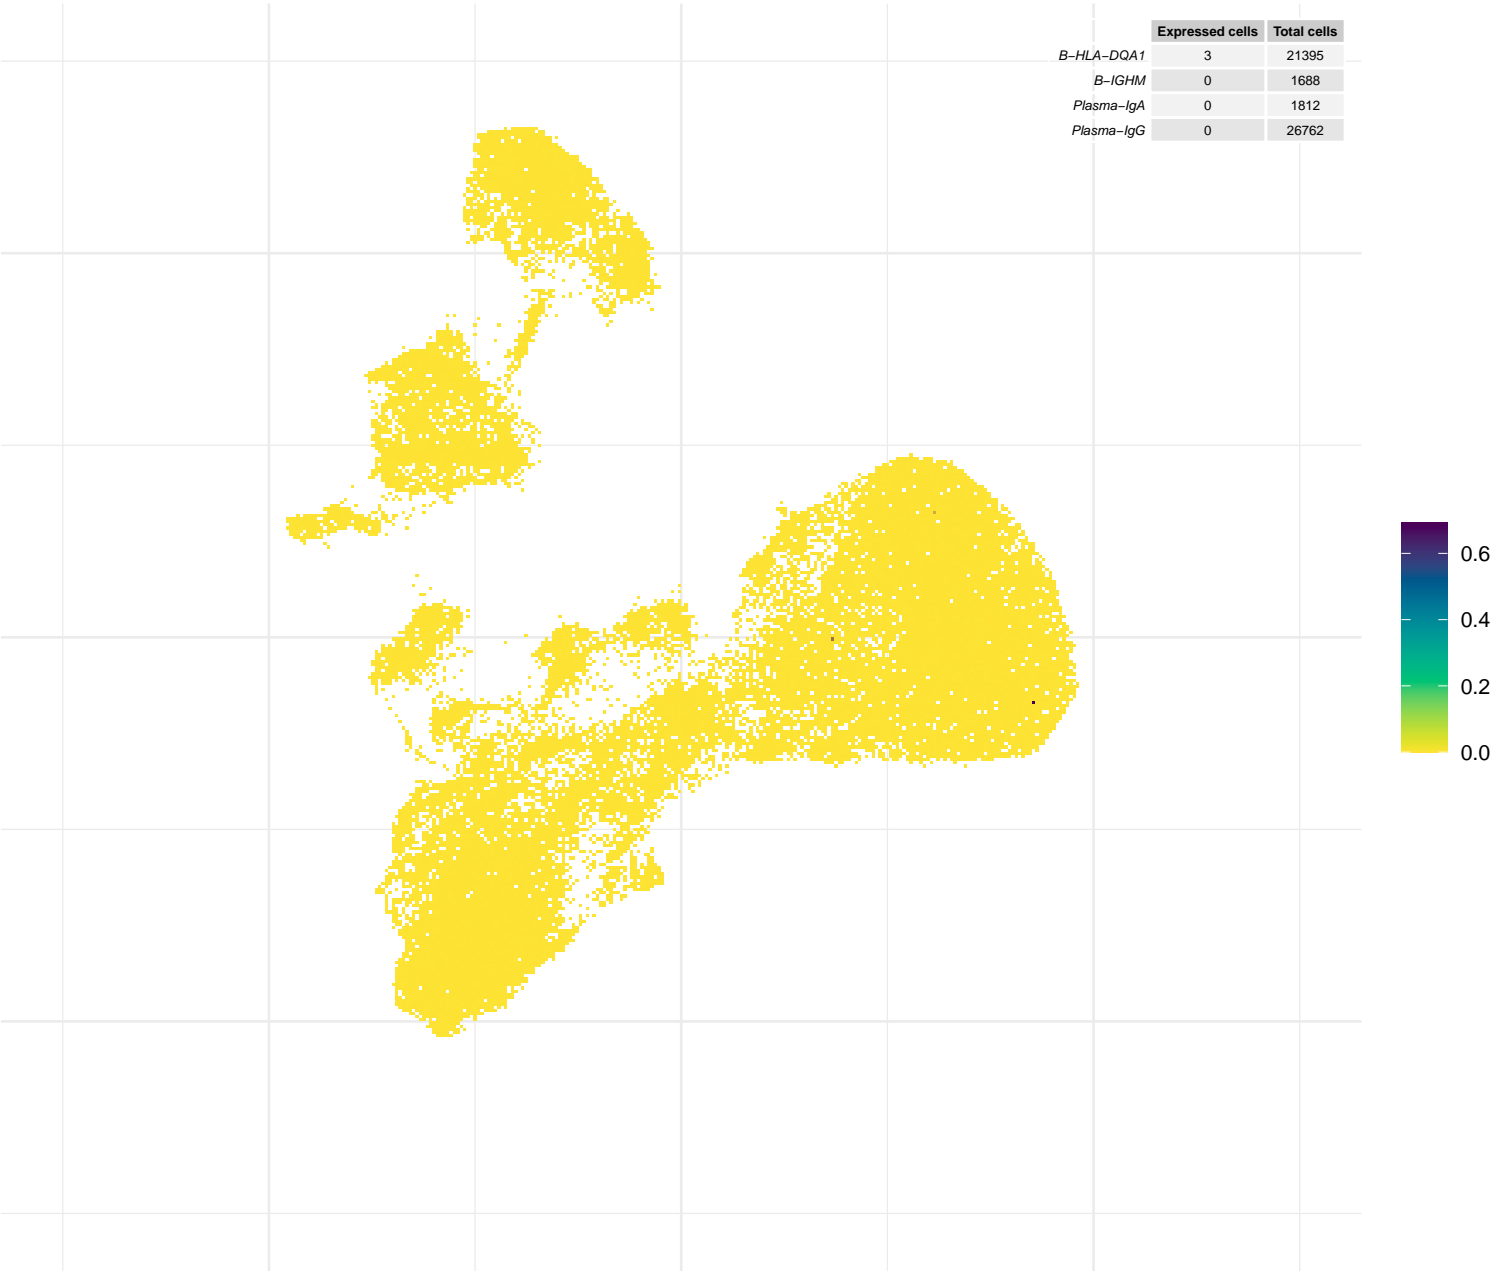 Expressed cells Total cells
B−HLA−DQA1 3 21395
B−IGHM 0 1688
Plasma−IgA 0 1812
Plasma−IgG 0 26762
0.6
0.4
0.2
0.0